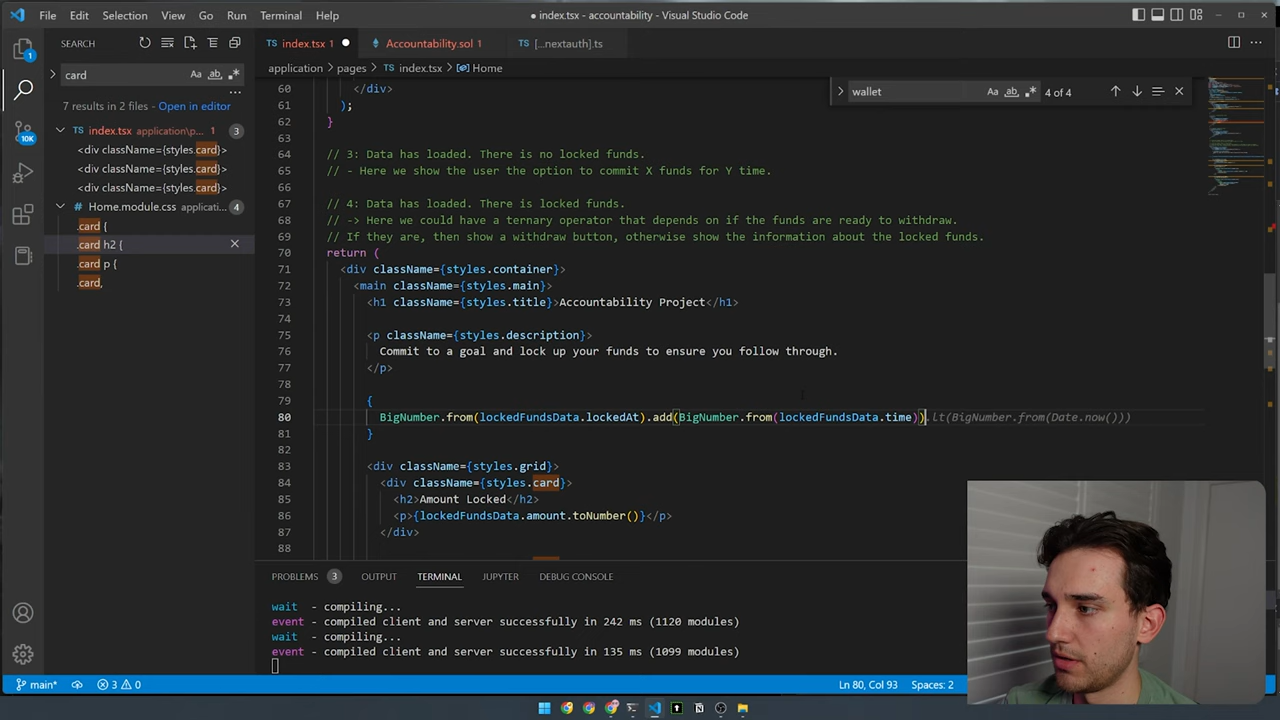 File Edit Selection View Go Run Terminal Help
● index.tsx - accountability - Visual Studio Code
SEARCH
index.tsx 1 ●
Accountability.sol 1
[...nextauth].ts
application > pages > index.tsx > Home
card
Aa ab .*
wallet
Aa ab .*
4 of 4
7 results in 2 files - Open in editor
index.tsx application\p... 1 3
<div className={styles.card}>
<div className={styles.card}>
<div className={styles.card}>
Home.module.css applicati... 4
.card {
.card h2 {
.card p {
.card,
1
10K
60 </div>
61 );
62 }
63
64 // 3: Data has loaded. There is no locked funds.
65 // - Here we show the user the option to commit X funds for Y time.
66
67 // 4: Data has loaded. There is locked funds.
68 // -> Here we could have a ternary operator that depends on if the funds are ready to withdraw.
69 // If they are, then show a withdraw button, otherwise show the information about the locked funds.
70 return (
71 <div className={styles.container}>
72 <main className={styles.main}>
73 <h1 className={styles.title}>Accountability Project</h1>
74
75 <p className={styles.description}>
76 Commit to a goal and lock up your funds to ensure you follow through.
77 </p>
78
79 {
80 BigNumber.from(lockedFundsData.lockedAt).add(BigNumber.from(lockedFundsData.time)).lt(BigNumber.from(Date.now()))
81 }
82
83 <div className={styles.grid}>
84 <div className={styles.card}>
85 <h2>Amount Locked</h2>
86 <p>{lockedFundsData.amount.toNumber()}</p>
87 </div>
88
PROBLEMS 3 OUTPUT TERMINAL JUPYTER DEBUG CONSOLE
wait - compiling...
event - compiled client and server successfully in 242 ms (1120 modules)
wait - compiling...
event - compiled client and server successfully in 135 ms (1099 modules)
main* 3 0
Ln 80, Col 93 Spaces: 2